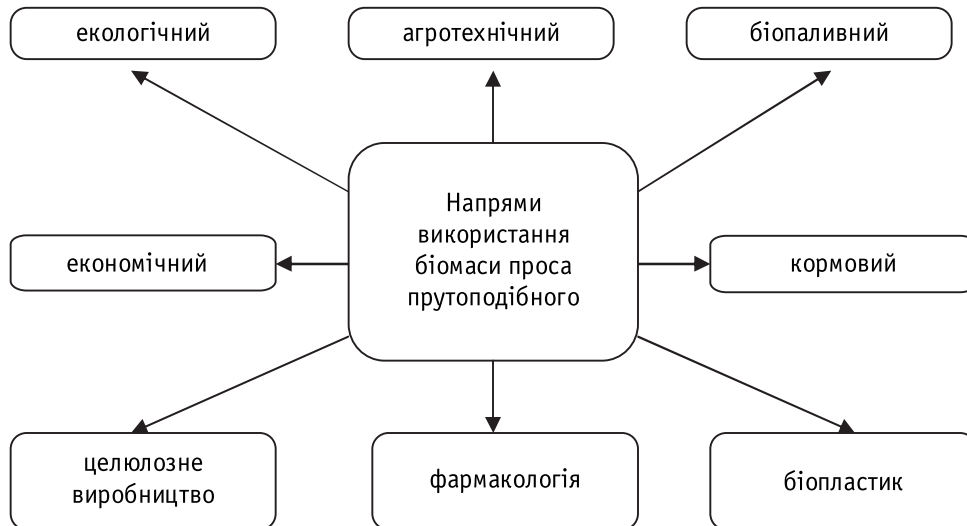 екологічний
агротехнічний
біопаливний
Напрями
використання
біомаси проса
прутоподібного
економічний
кормовий
целюлозне
виробництво
фармакологія
біопластик